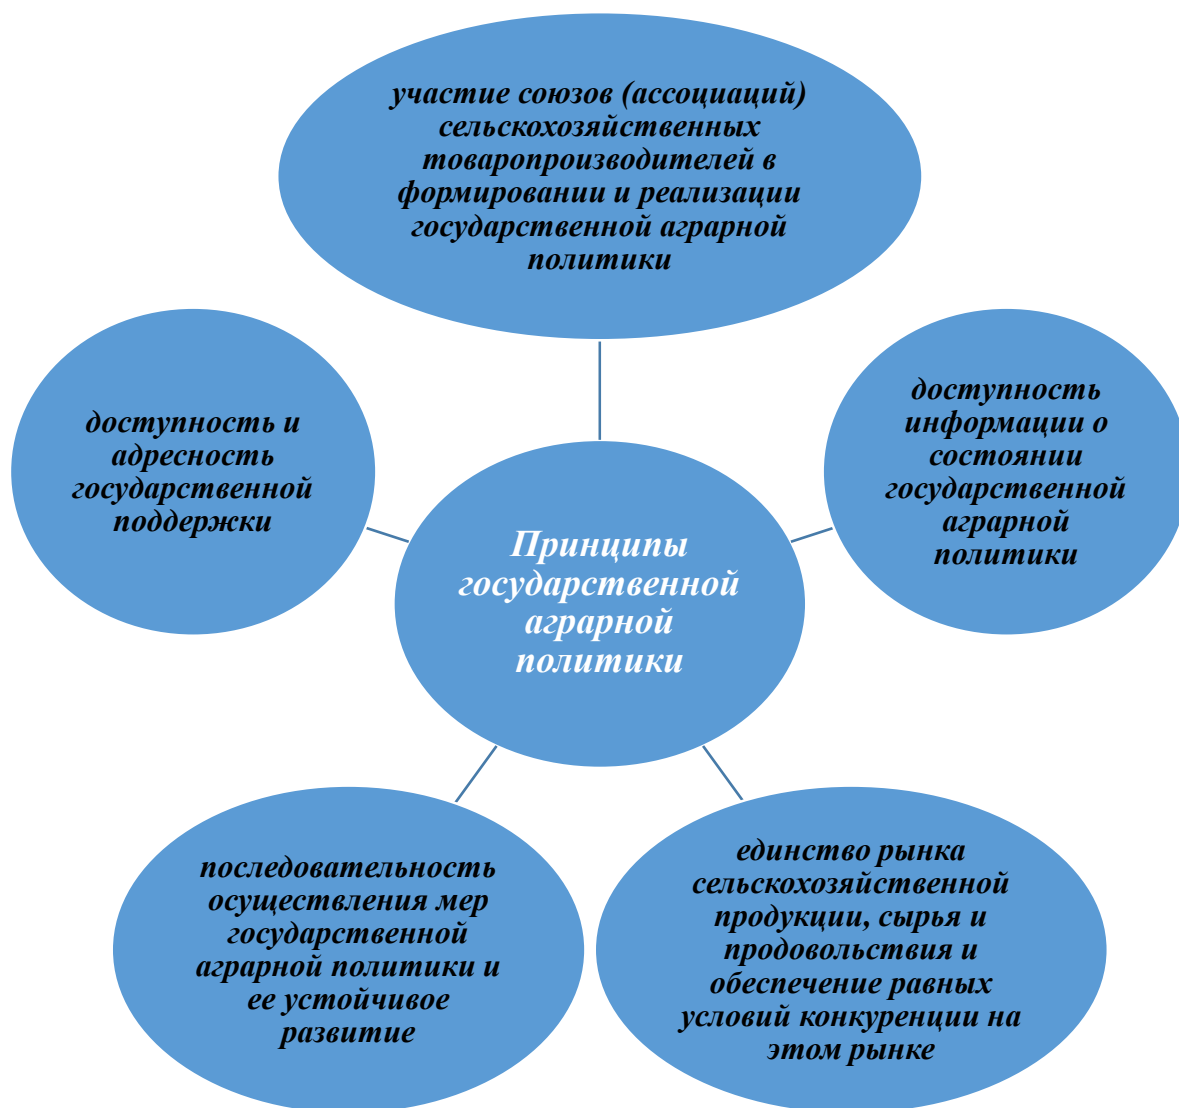 участие союзов (ассоциаций)
сельскохозяйственных
товаропроизводителей в
формировании и реализации
государственной аграрной
политики
доступность и
адресность
государственной
поддержки
доступность
информации о
состоянии
государственной
аграрной
политики
Принципы
государственной
аграрной
политики
последовательность
осуществления мер
государственной
аграрной политики и
ее устойчивое
развитие
единство рынка
сельскохозяйственной
продукции, сырья и
продовольствия и
обеспечение равных
условий конкуренции на
этом рынке